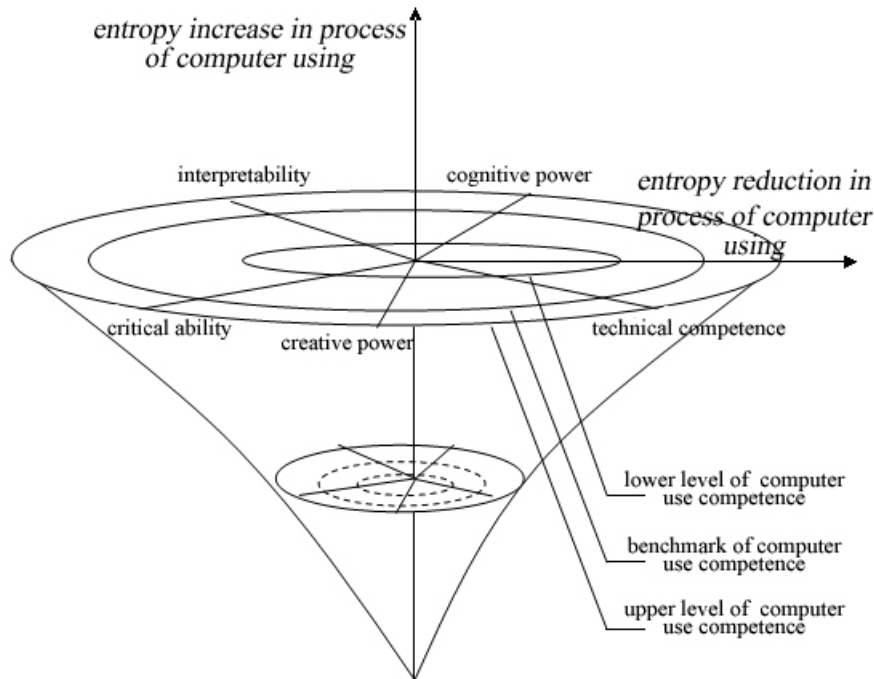 entropy increase in process
of computer using
interpretability
cognitive power
entropy reduction in
process of computer
using
critical ability
creative power
technical competence
lower level of computer
use competence
benchmark of computer
use competence
upper level of computer
use competence